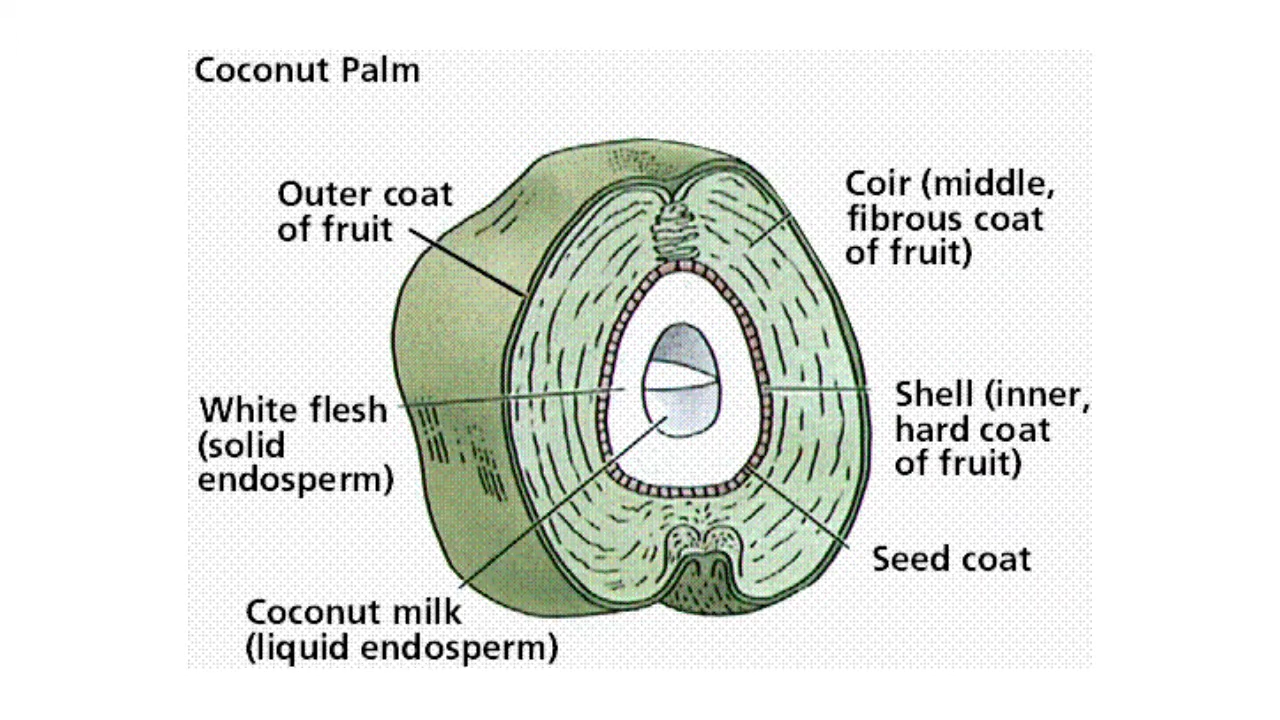 Coconut Palm
Outer coat
of fruit
Coir (middle,
fibrous coat
of fruit)
White flesh
(solid
endosperm)
Shell (inner,
hard coat
of fruit)
Seed coat
Coconut milk
(liquid endosperm)